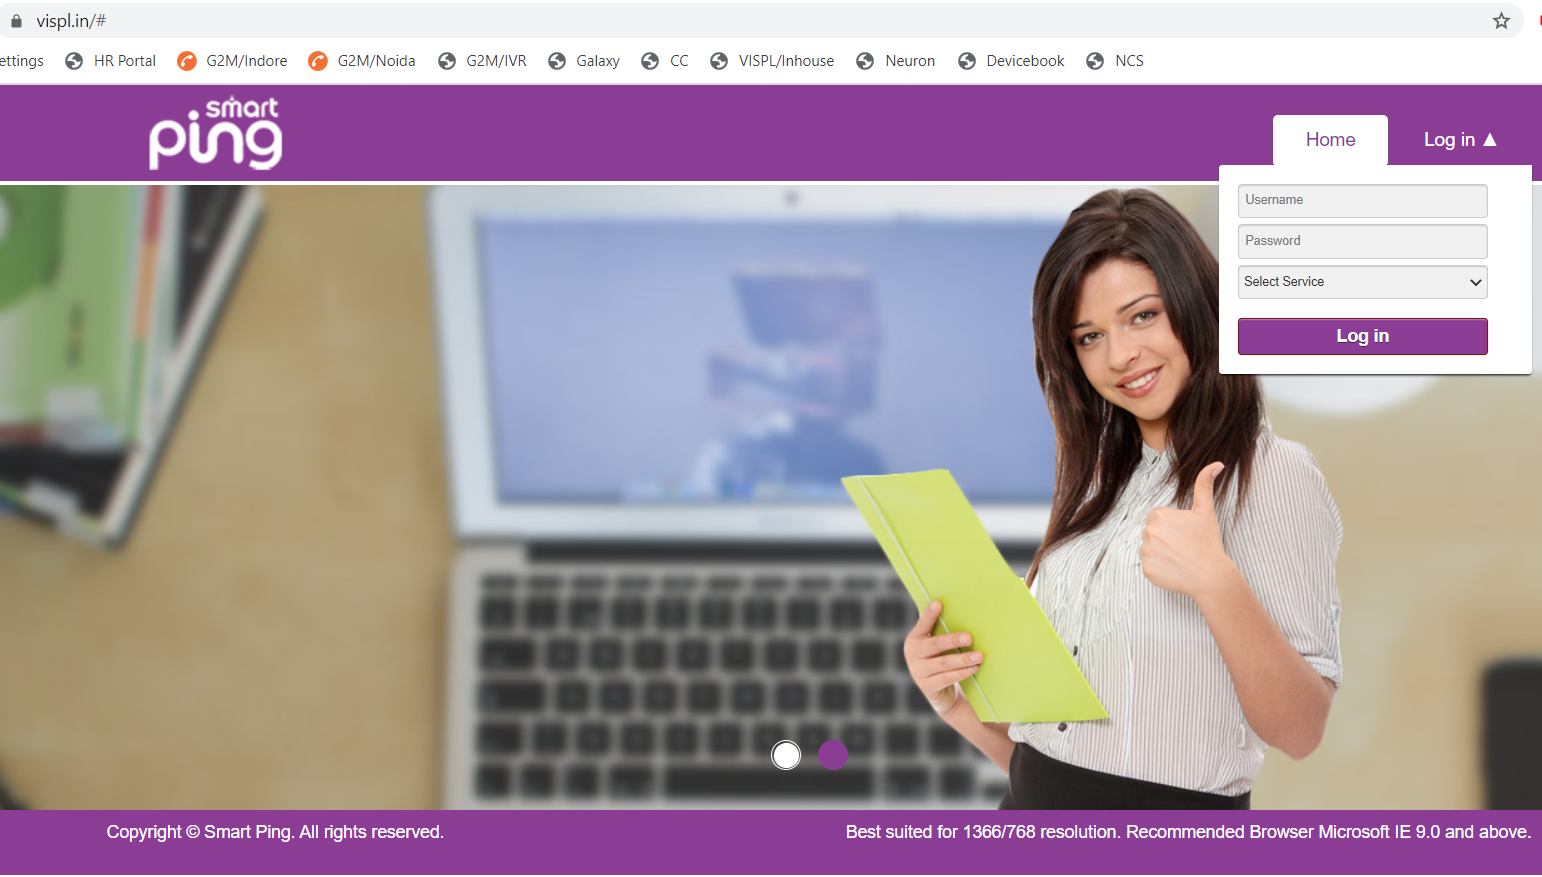 vispl.in/#
ettings HR Portal G2M/Indore G2M/Noida G2M/IVR Galaxy CC VISPL/Inhouse Neuron Devicebook NCS
smart
ping
Home Log in ▲
Username
Password
Select Service
Log in
Copyright © Smart Ping. All rights reserved. Best suited for 1366/768 resolution. Recommended Browser Microsoft IE 9.0 and above.